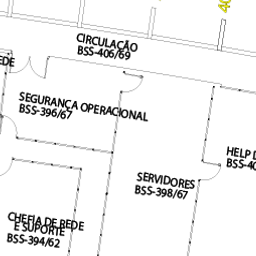 CIRCULAÇÃO
BSS-406/69
SEGURANÇA OPERACIONAL
BSS-396/67
SERVIDORES
BSS-398/67
HELP
CHEFIA DE REDE
E SUPORTE
BSS-394/62